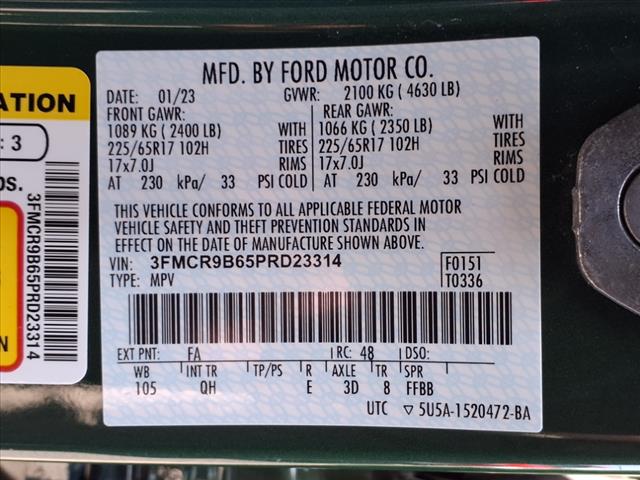 ATION
: 3
os.
3FMCR9B65PRD23314
N
MFD. BY FORD MOTOR CO.
DATE: 01/23 GVWR: 2100 KG ( 4630 LB)
FRONT GAWR: REAR GAWR:
1089 KG ( 2400 LB) WITH 1066 KG ( 2350 LB) WITH
225/65R17 102H TIRES 225/65R17 102H TIRES
17x7.0J RIMS 17x7.0J RIMS
AT 230 kPa/ 33 PSI COLD AT 230 kPa/ 33 PSI COLD
THIS VEHICLE CONFORMS TO ALL APPLICABLE FEDERAL MOTOR
VEHICLE SAFETY AND THEFT PREVENTION STANDARDS IN
EFFECT ON THE DATE OF MANUFACTURE SHOWN ABOVE.
VIN: 3FMCR9B65PRD23314 F0151
TYPE: MPV T0336
EXT PNT: FA RC: 48 DSO:
WB INT TR TP/PS R AXLE TR SPR
105 QH E 3D 8 FFBB
UTC ▽ 5U5A-1520472-BA